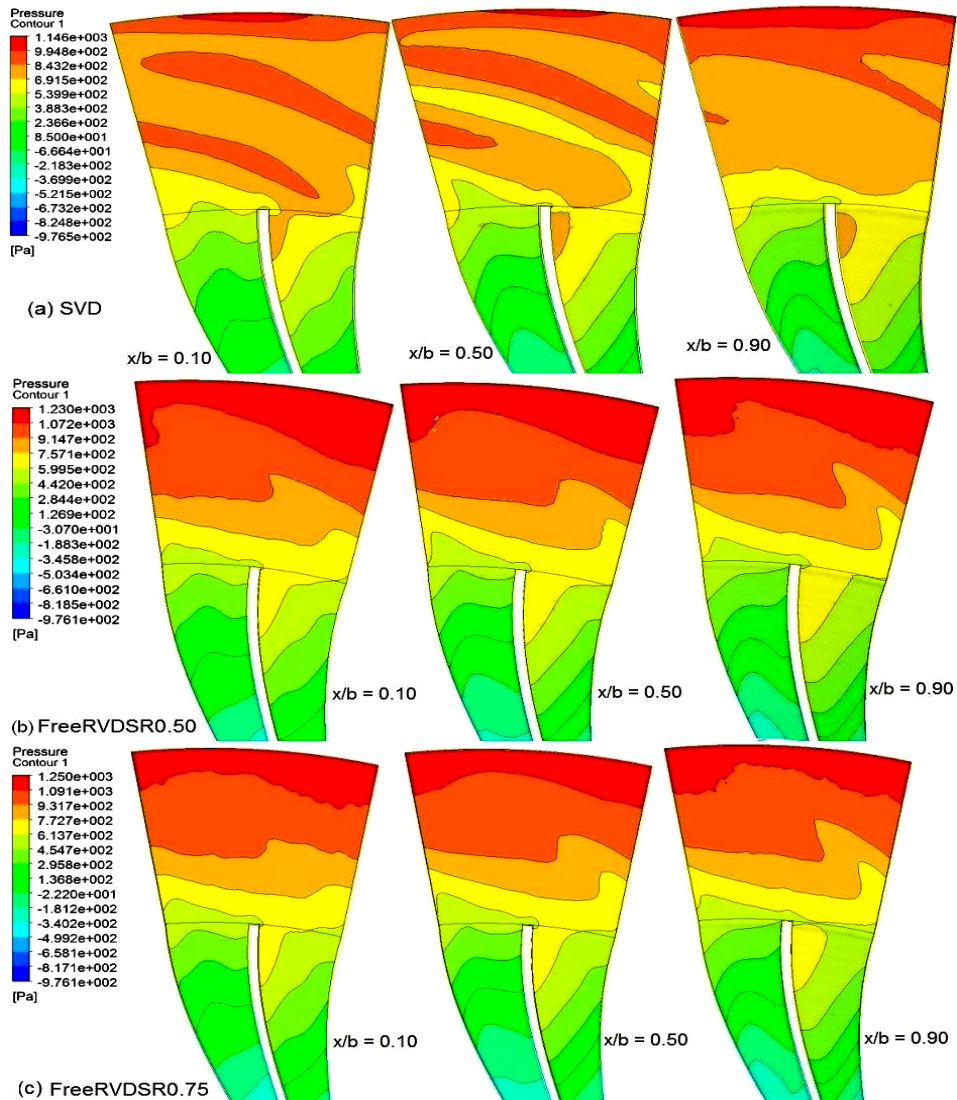 Pressure
Contour 1
1.146e+003
9.948e+002
8.432e+002
6.915e+002
5.399e+002
3.883e+002
2.366e+002
8.500e+001
-6.664e+001
-2.183e+002
-3.699e+002
-5.215e+002
-6.732e+002
-8.248e+002
-9.765e+002
[Pa]
(a) SVD
x/b = 0.10
x/b = 0.50
x/b = 0.90
Pressure
Contour 1
1.230e+003
1.072e+003
9.147e+002
7.571e+002
5.995e+002
4.420e+002
2.844e+002
1.269e+002
-3.070e+001
-1.883e+002
-3.458e+002
-5.034e+002
-6.610e+002
-8.185e+002
-9.761e+002
[Pa]
x/b = 0.10
x/b = 0.50
x/b = 0.90
(b) FreeRVDSR0.50
Pressure
Contour 1
1.250e+003
1.091e+003
9.317e+002
7.727e+002
6.137e+002
4.547e+002
2.958e+002
1.368e+002
-2.220e+001
-1.812e+002
-3.402e+002
-4.992e+002
-6.581e+002
-8.171e+002
-9.761e+002
[Pa]
x/b = 0.10
x/b = 0.50
x/b = 0.90
(c) FreeRVDSR0.75